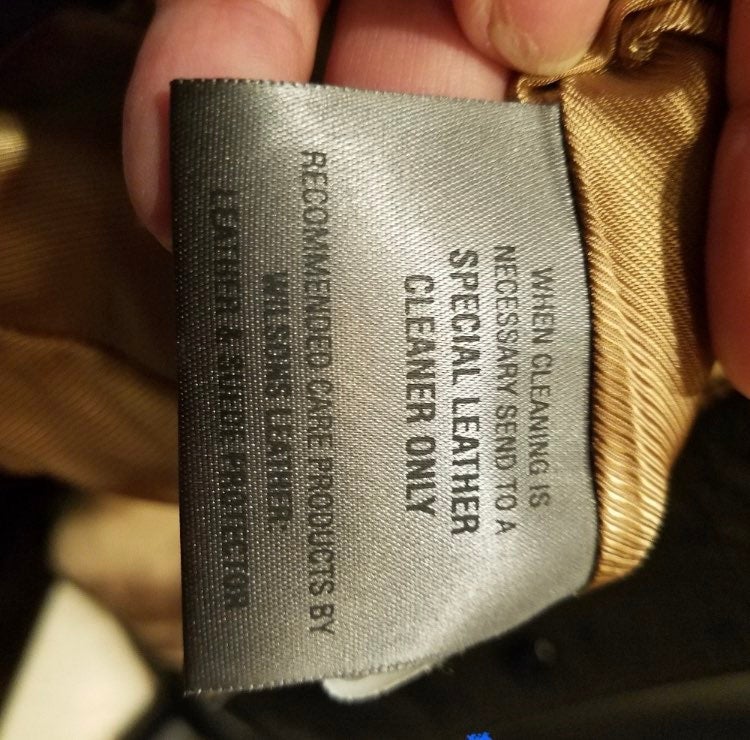 WHEN CLEANING IS
NECESSARY SEND TO A
SPECIAL LEATHER
CLEANER ONLY
RECOMMENDED CARE PRODUCTS BY
WILSONS LEATHER
LEATHER & SUEDE PROTECTOR